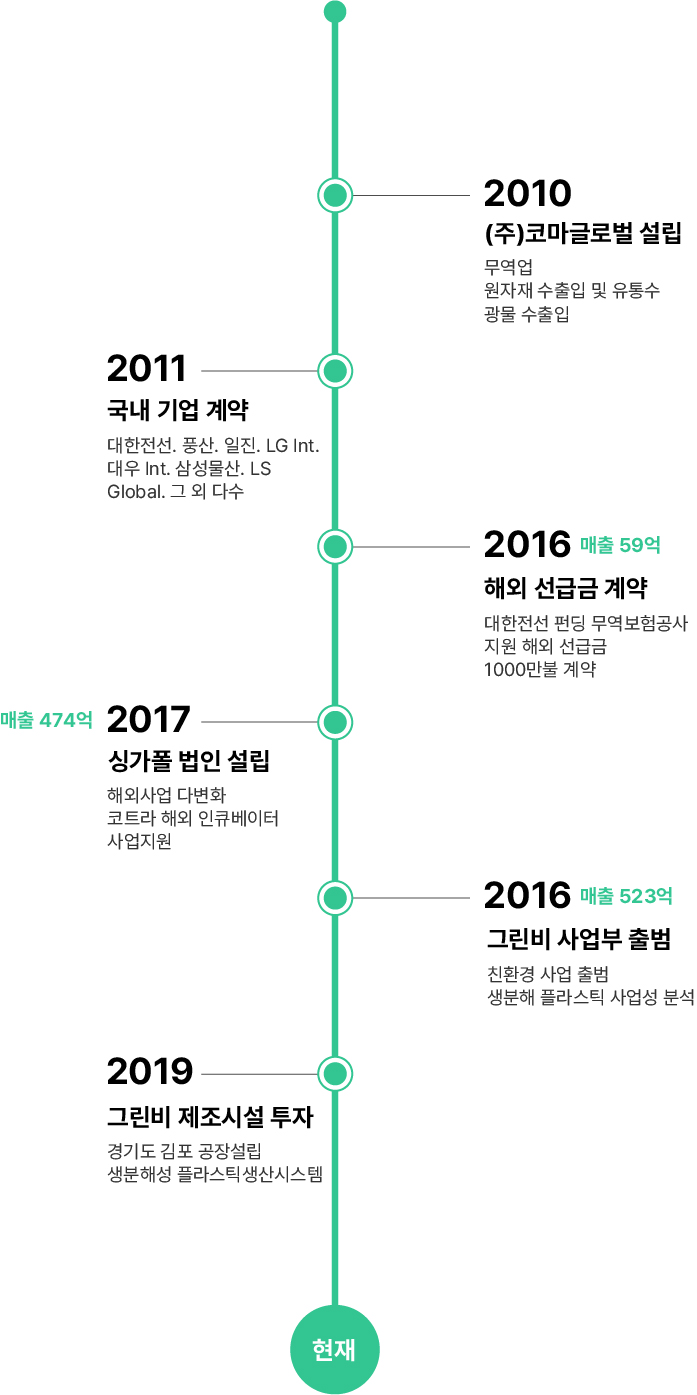 2010
(주)코마글로벌 설립
무역업
원자재 수출입 및 유통수
광물 수출입
2011
국내 기업 계약
대한전선. 풍산. 일진. LG Int.
대우 Int. 삼성물산. LS
Global. 그 외 다수
2016 매출 59억
해외 선급금 계약
대한전선 펀딩 무역보험공사
지원 해외 선급금
1000만불 계약
매출 474억 2017
싱가폴 법인 설립
해외사업 다변화
코트라 해외 인큐베이터
사업지원
2016 매출 523억
그린비 사업부 출범
친환경 사업 출범
생분해 플라스틱 사업성 분석
2019
그린비 제조시설 투자
경기도 김포 공장설립
생분해성 플라스틱생산시스템
현재